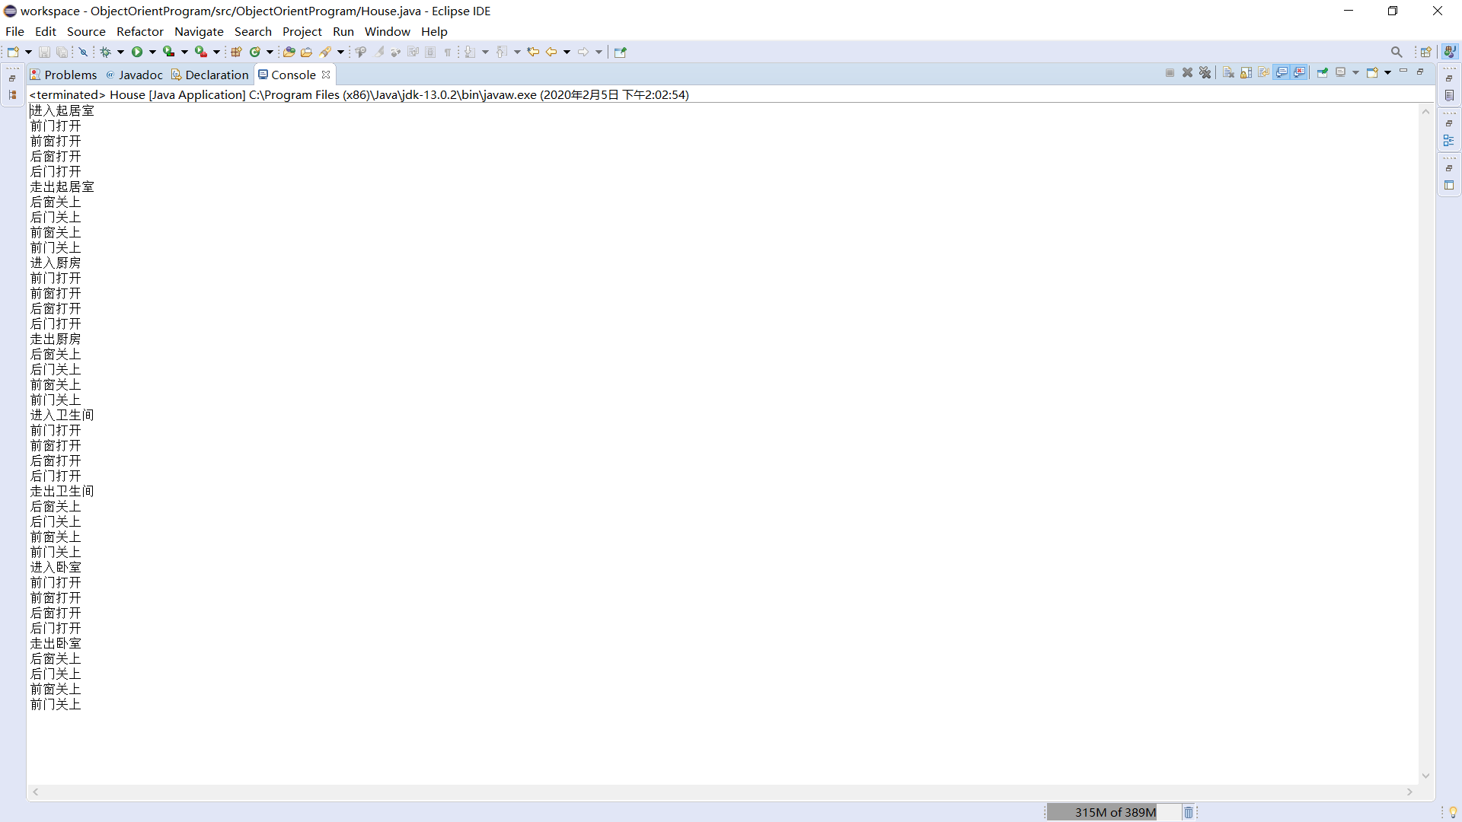 workspace - ObjectOrientProgram/src/ObjectOrientProgram/House.java - Eclipse IDE
File Edit Source Refactor Navigate Search Project Run Window Help
Problems Javadoc Declaration Console
<terminated> House [Java Application] C:\Program Files (x86)\Java\jdk-13.0.2\bin\javaw.exe (2020年2月5日 下午2:02:54)
进入起居室
前门打开
前窗打开
后窗打开
后门打开
走出起居室
后窗关上
后门关上
前窗关上
前门关上
进入厨房
前门打开
前窗打开
后窗打开
后门打开
走出厨房
后窗关上
后门关上
前窗关上
前门关上
进入卫生间
前门打开
前窗打开
后窗打开
后门打开
走出卫生间
后窗关上
后门关上
前窗关上
前门关上
进入卧室
前门打开
前窗打开
后窗打开
后门打开
走出卧室
后窗关上
后门关上
前窗关上
前门关上
315M of 389M